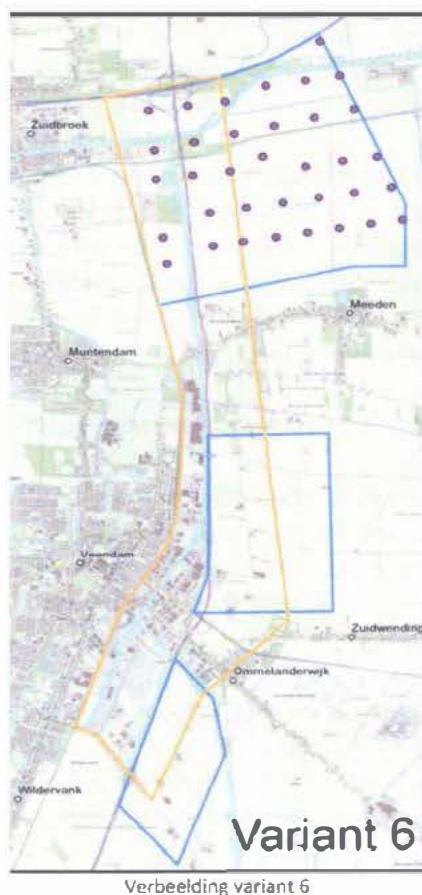 Zuidbroek
Meeden
Muntendam
Veendam
Zuidwending
Ommelanderwijk
Wildervank
Variant 6
Verbeelding variant 6